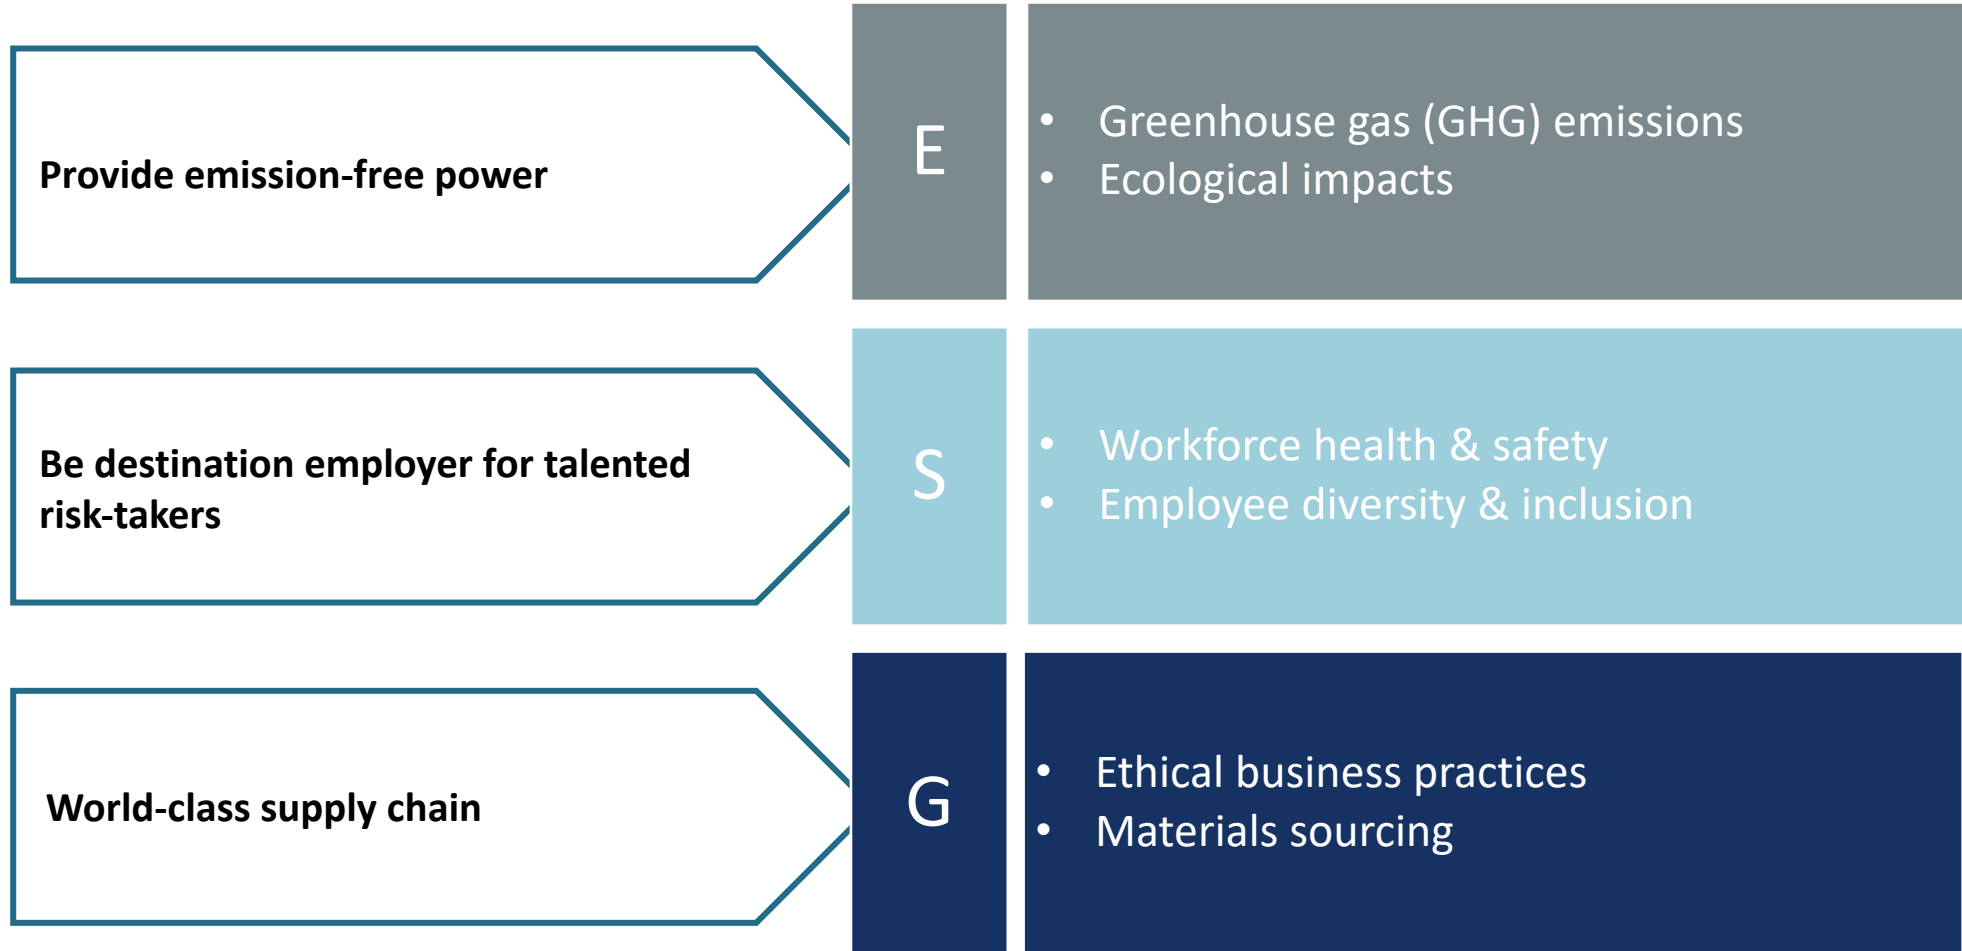 Provide emission-free power
E
• Greenhouse gas (GHG) emissions
• Ecological impacts
Be destination employer for talented
risk-takers
S
• Workforce health & safety
• Employee diversity & inclusion
World-class supply chain
G
• Ethical business practices
• Materials sourcing